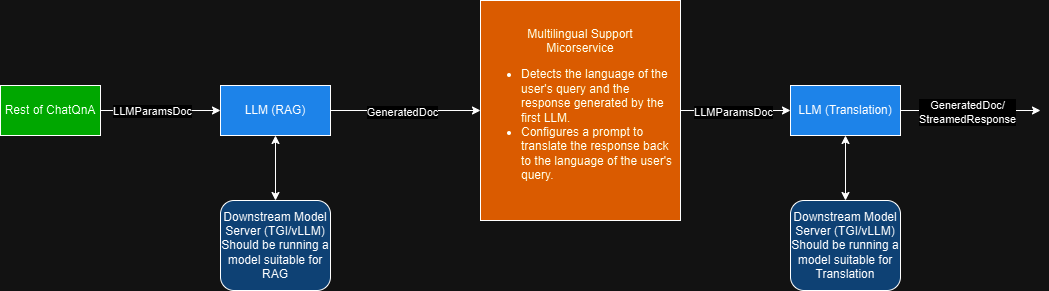 Rest of ChatQnA
LLMParamsDoc
LLM (RAG)
GeneratedDoc
Multilingual Support
Micorservice
• Detects the language of the
user's query and the
response generated by the
first LLM.
• Configures a prompt to
translate the response back
to the language of the user's
query.
LLMParamsDoc
LLM (Translation)
GeneratedDoc/
StreamedResponse
Downstream Model
Server (TGI/vLLM)
Should be running a
model suitable for
RAG
Downstream Model
Server (TGI/vLLM)
Should be running a
model suitable for
Translation